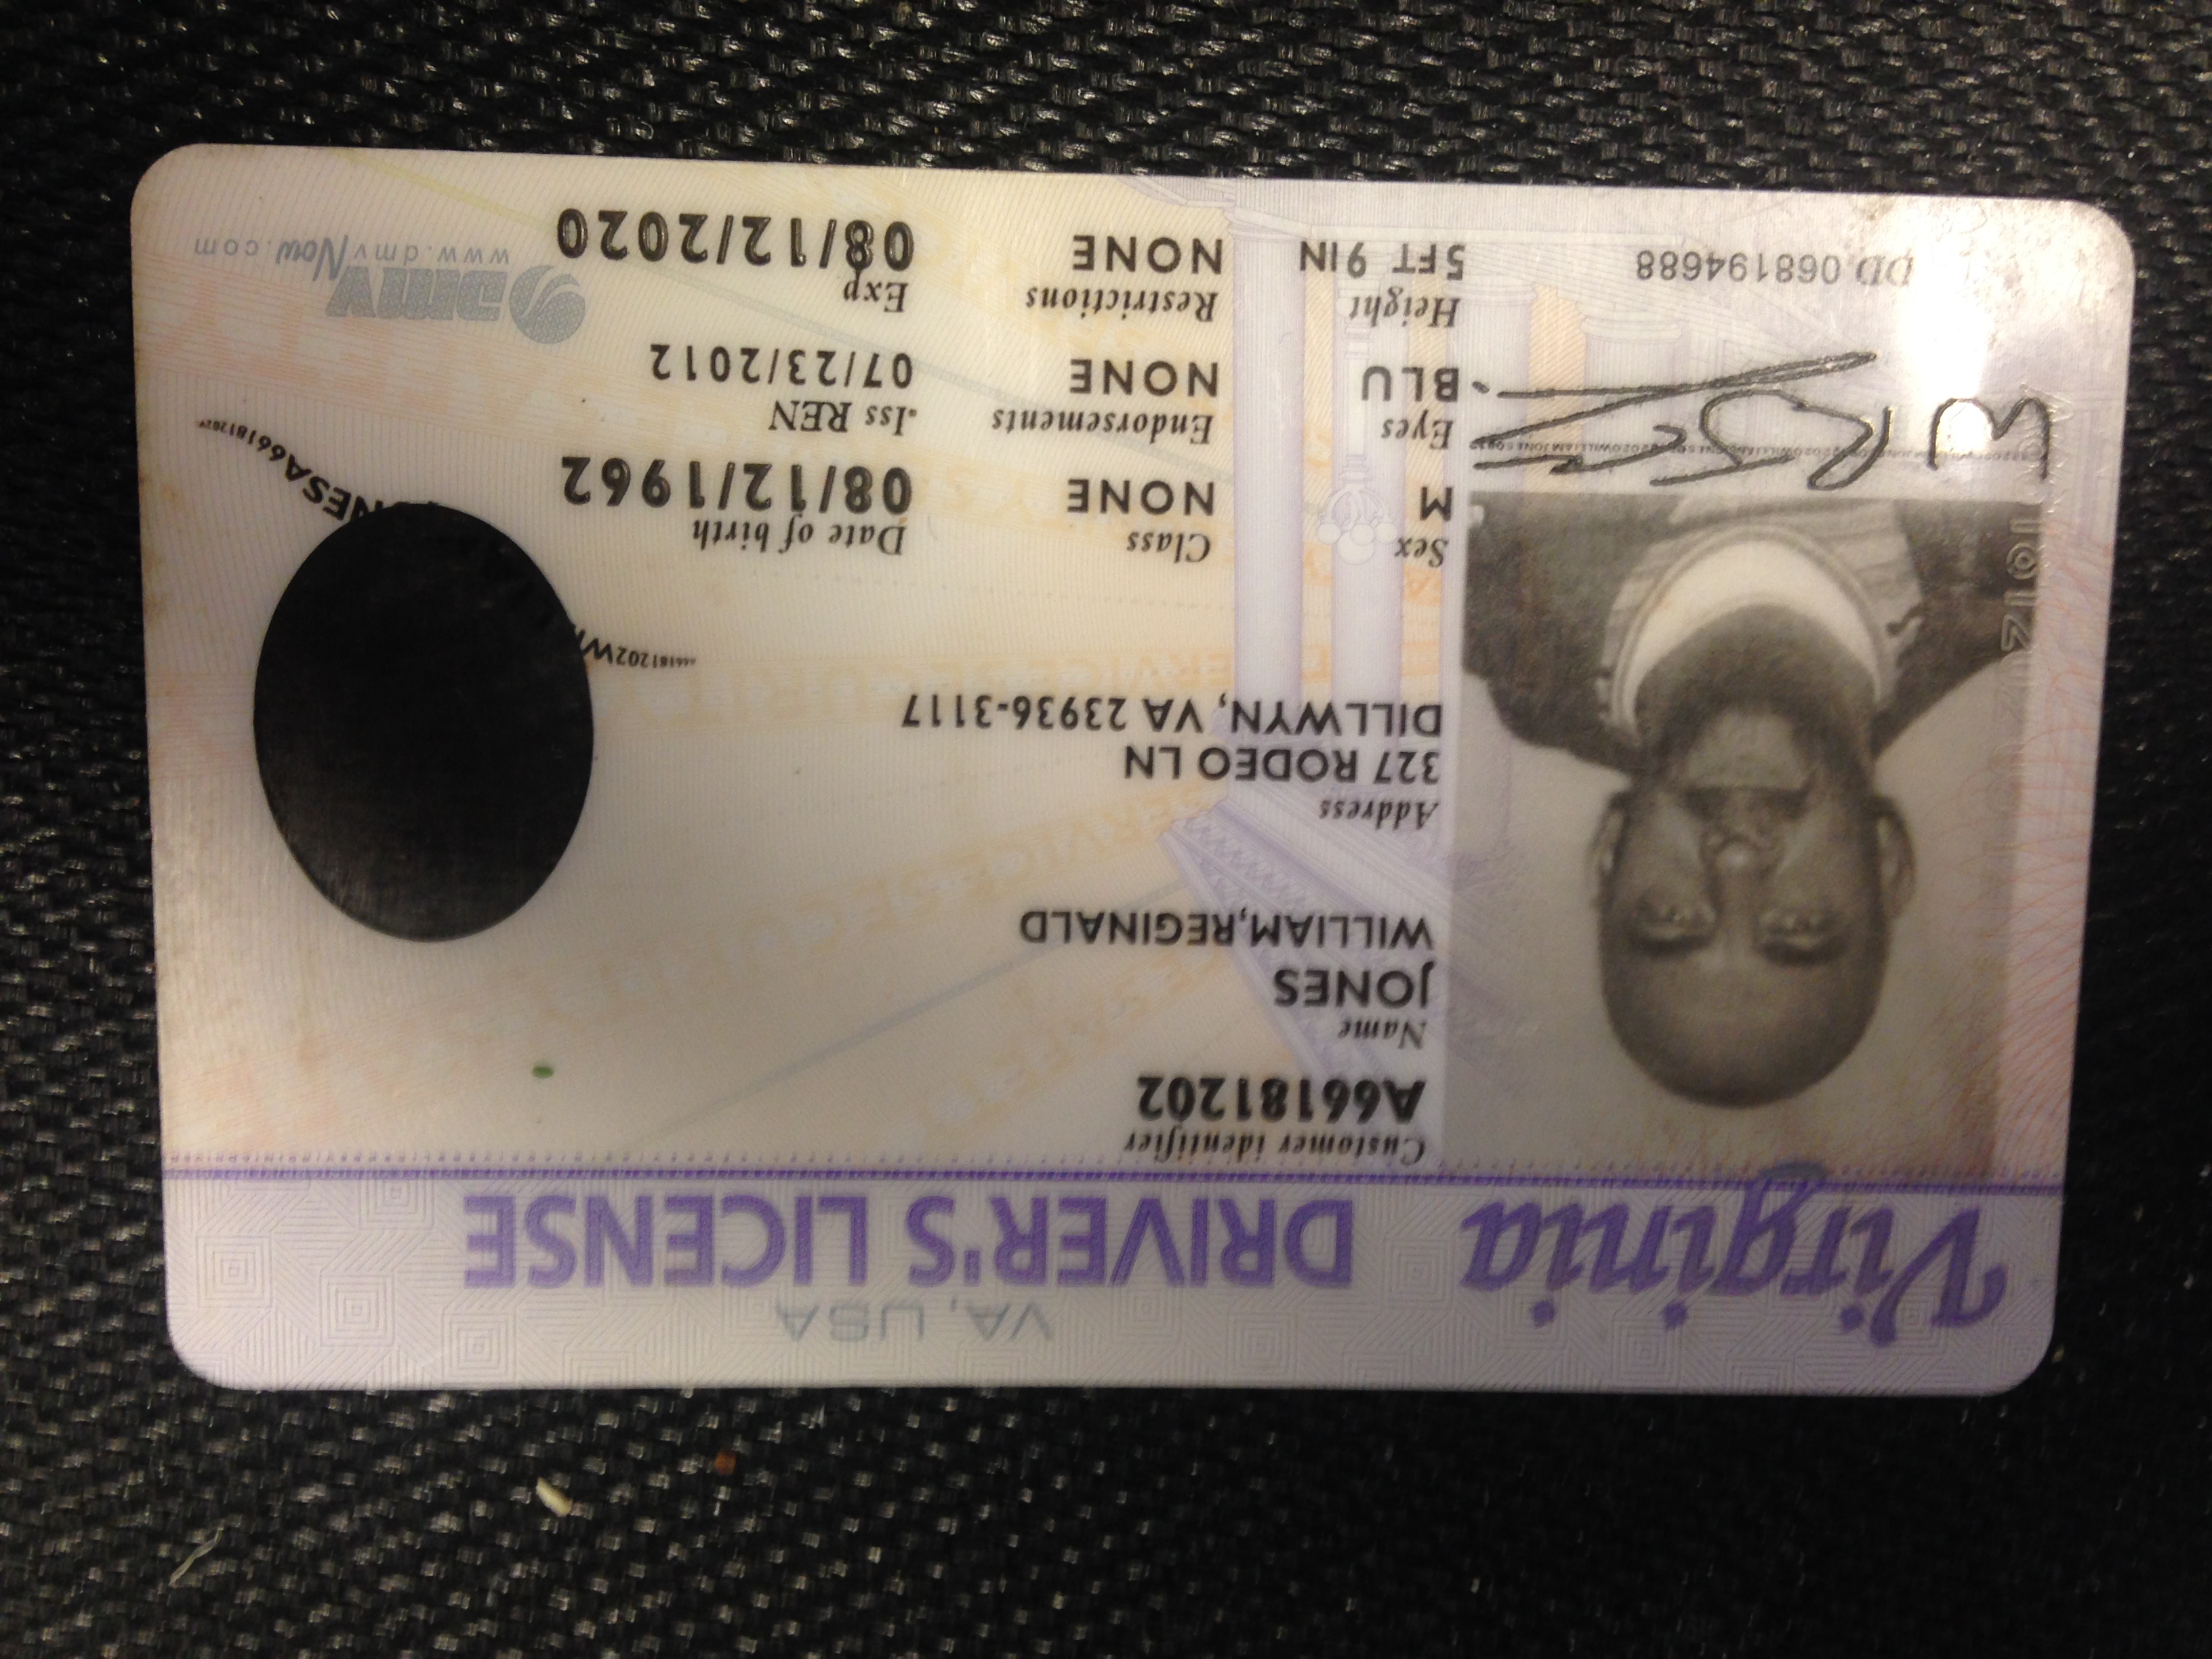 Virginia DRIVER'S LICENSE
VA, USA
Customer identifier
A66181202
Name
JONES
WILLIAM,REGINALD
Address
327 RODEO LN
DILLWYN, VA 23936-3117
Sex
M
Class
NONE
Date of birth
08/12/1962
Eyes
BLU
Endorsements
NONE
Iss REN
07/23/2012
Height
5FT 9IN
Restrictions
NONE
Exp
08/12/2020
DD 068194688
dmv
www.dmvNow.com